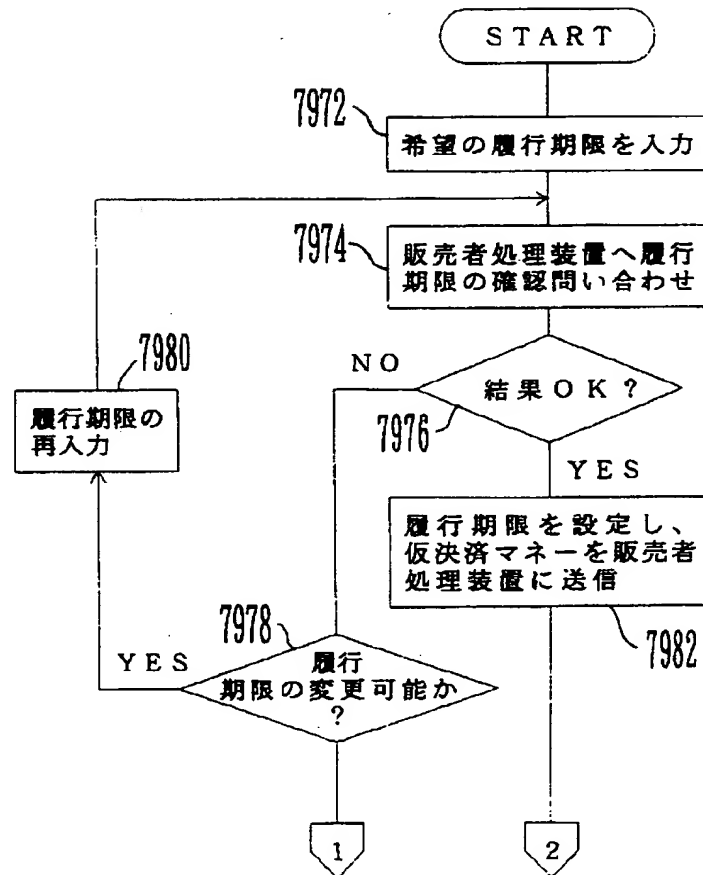 START
7972
希望の履行期限を入力
7974
販売者処理装置へ履行
期限の確認問い合わせ
7980
履行期限の
再入力
NO
結果OK?
7976
YES
履行期限を設定し、
仮決済マネーを販売者
処理装置に送信
7982
7978
YES
履行
期限の変更可能か
?
1
2